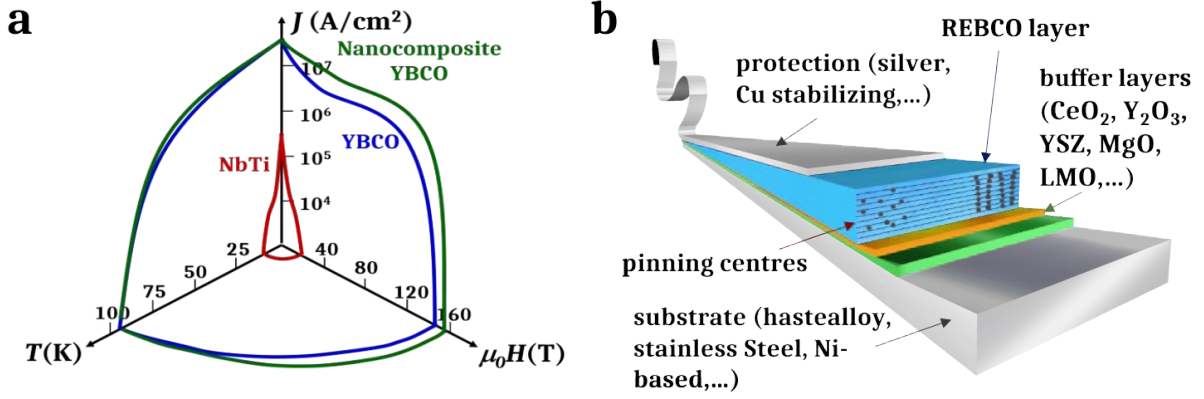 a
J (A/cm²)
Nanocomposite
YBCO
10⁷
10⁶
YBCO
NbTi
10⁵
10⁴
25
50
75
100
40
80
120
160
T(K)
μ₀H(T)
b
REBCO layer
protection (silver,
Cu stabilizing,...)
buffer layers
(CeO₂, Y₂O₃,
YSZ, MgO,
LMO,...)
pinning centres
substrate (hastealloy,
stainless Steel, Ni-
based,...)